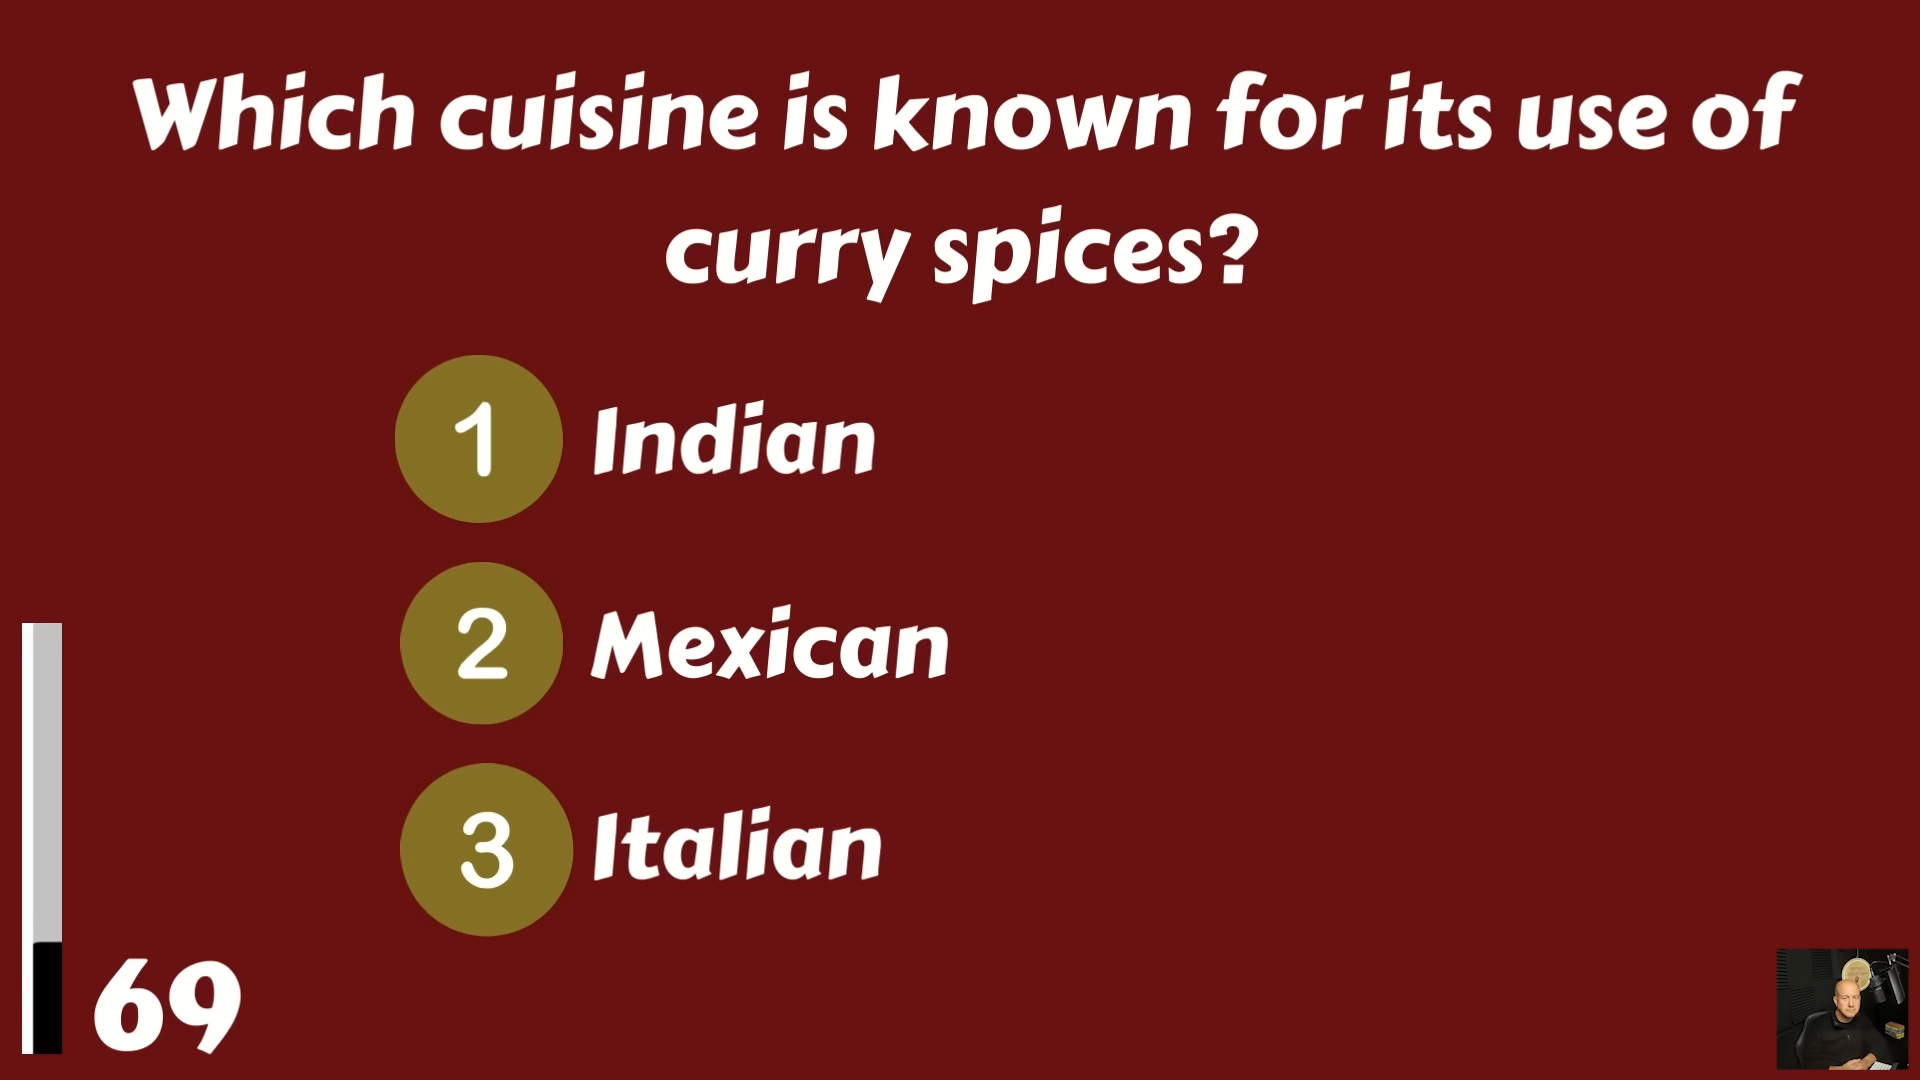 Which cuisine is known for its use of
curry spices?
1 Indian
2 Mexican
3 Italian
69